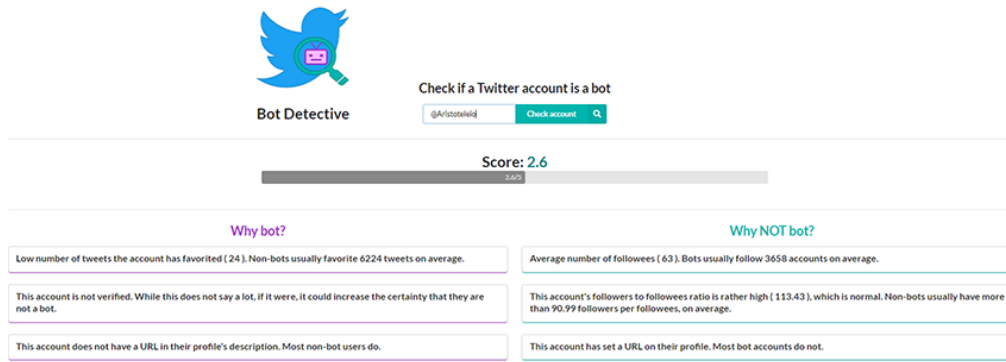 Check if a Twitter account is a bot
Bot Detective
@Aristoteleio
Check account
Score: 2.6
2.6/5
Why bot?
Why NOT bot?
Low number of tweets the account has favorited ( 24 ). Non-bots usually favorite 6224 tweets on average.
Average number of followees ( 63 ). Bots usually follow 3658 accounts on average.
This account is not verified. While this does not say a lot, if it were, it could increase the certainty that they are
not a bot.
This account's followers to followees ratio is rather high ( 113.43 ), which is normal. Non-bots usually have more
than 90.99 followers per followees, on average.
This account does not have a URL in their profile's description. Most non-bot users do.
This account has set a URL on their profile. Most bot accounts do not.